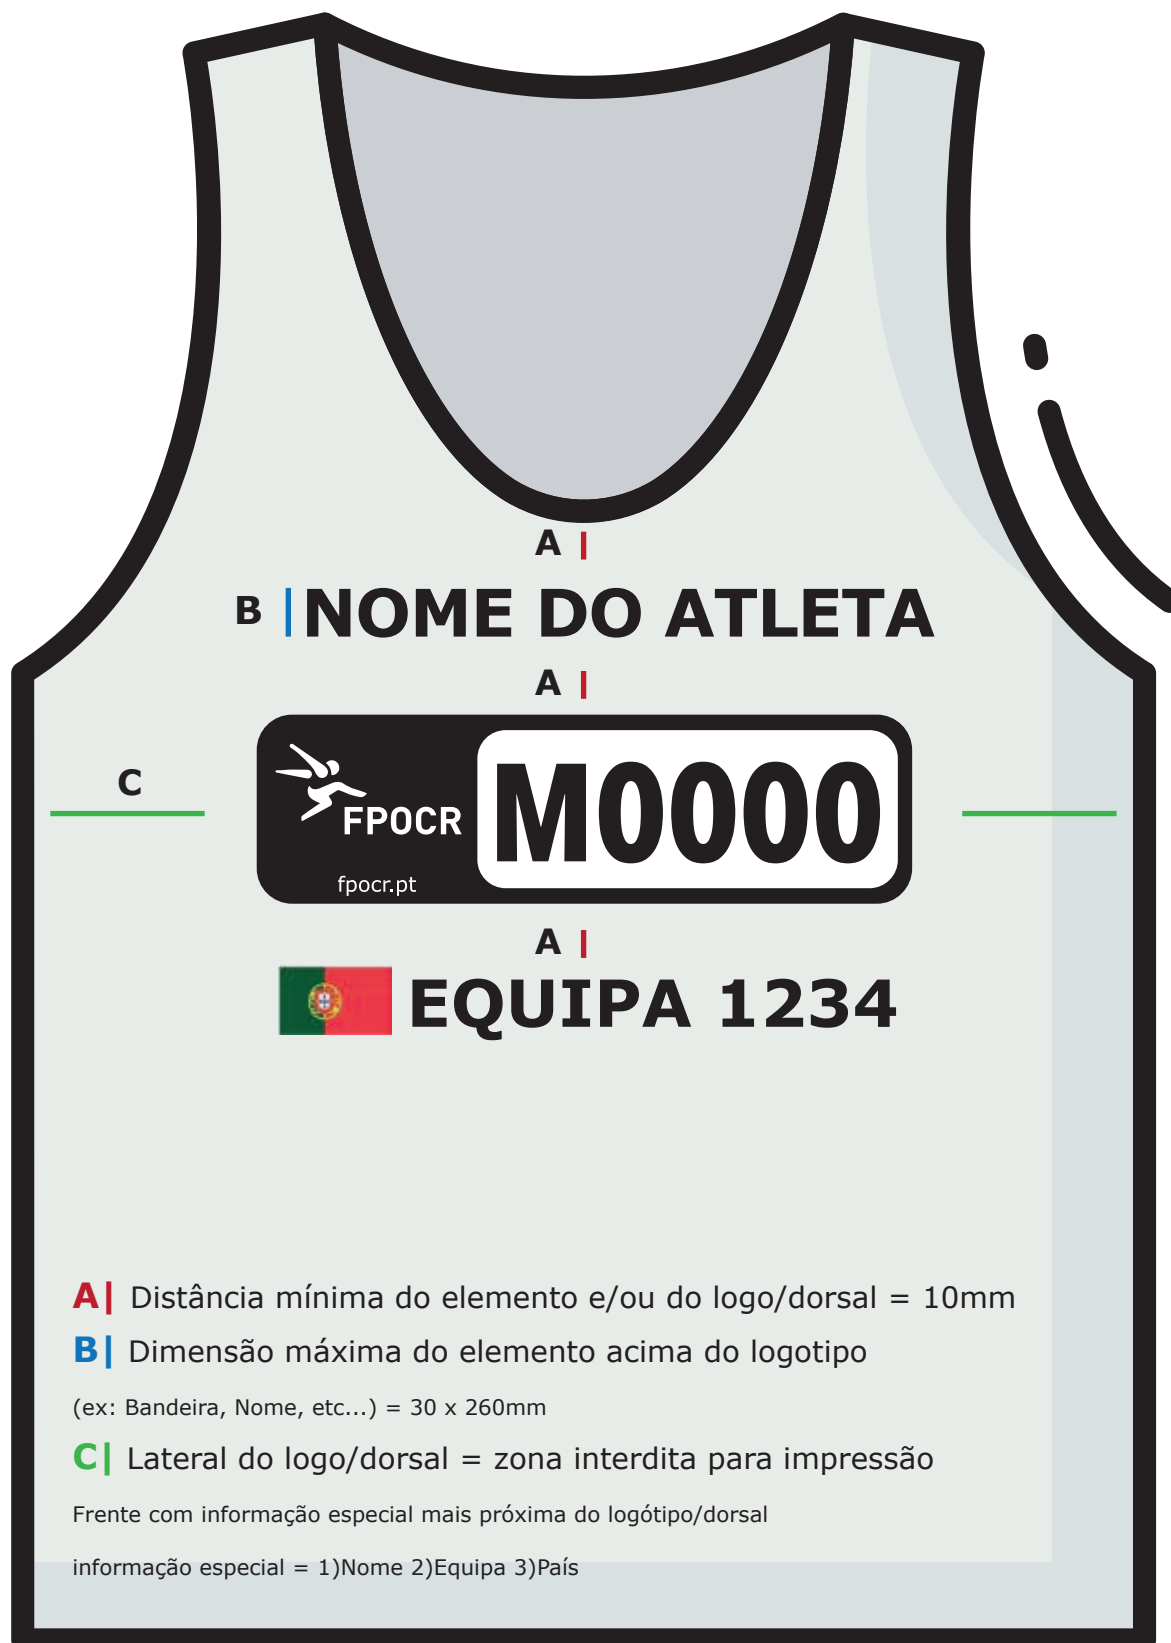 A |
B | NOME DO ATLETA
A |
C
FPOCR
M0000
fpocr.pt
A |
EQUIPA 1234
A| Distância mínima do elemento e/ou do logo/dorsal = 10mm
B| Dimensão máxima do elemento acima do logotipo
(ex: Bandeira, Nome, etc...) = 30 x 260mm
C| Lateral do logo/dorsal = zona interdita para impressão
Frente com informação especial mais próxima do logótipo/dorsal
informação especial = 1)Nome 2)Equipa 3)País